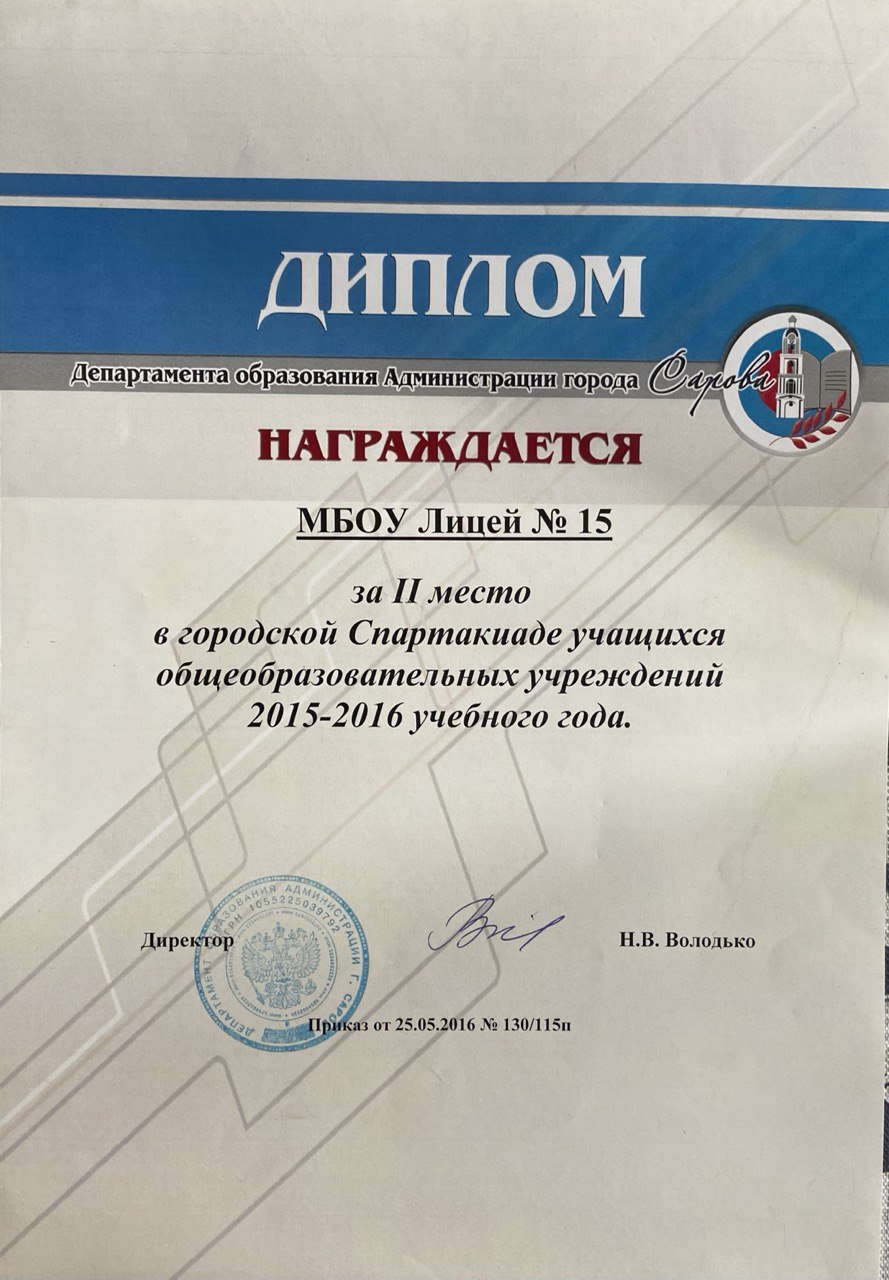 ДИПЛОМ
Департамента образования Администрации города Сарова
НАГРАЖДАЕТСЯ
МБОУ Лицей № 15
за II место
в городской Спартакиаде учащихся
общеобразовательных учреждений
2015-2016 учебного года.
ДЕПАРТАМЕНТ ОБРАЗОВАНИЯ АДМИНИСТРАЦИИ Г. САРОВ
ОГРН 1055225039792
Директор
Н.В. Володько
Приказ от 25.05.2016 № 130/115п